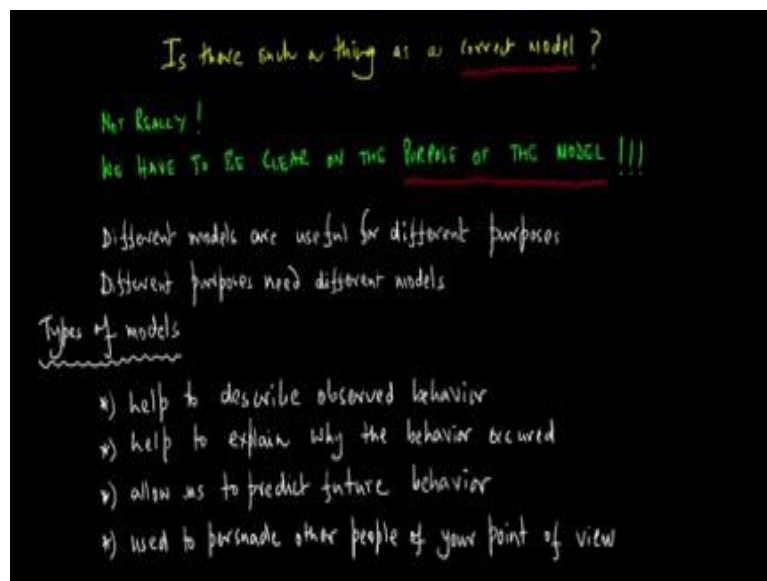 Is there such a thing as a correct model ?
NOT REALLY !
WE HAVE TO BE CLEAR ON THE PURPOSE OF THE MODEL !!!
Different models are useful for different purposes
Different purposes need different models
Types of models
*) help to describe observed behavior
*) help to explain why the behavior occured
*) allow us to predict future behavior
*) used to persuade other people of your point of view